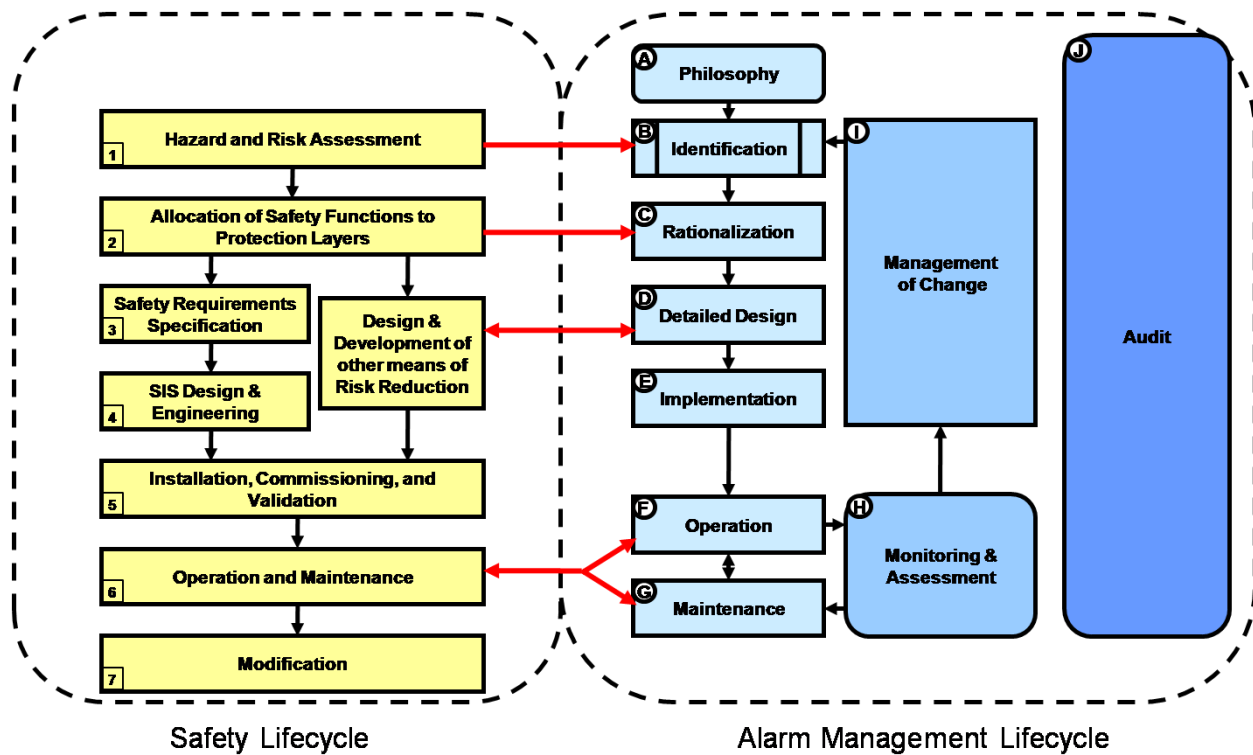 1
Hazard and Risk Assessment
2
Allocation of Safety Functions to
Protection Layers
3
Safety Requirements
Specification
Design &
Development of
other means of
Risk Reduction
4
SIS Design &
Engineering
5
Installation, Commissioning, and
Validation
6
Operation and Maintenance
7
Modification
Safety Lifecycle
A
Philosophy
B
Identification
C
Rationalization
D
Detailed Design
E
Implementation
F
Operation
G
Maintenance
H
Monitoring &
Assessment
I
Management
of Change
J
Audit
Alarm Management Lifecycle